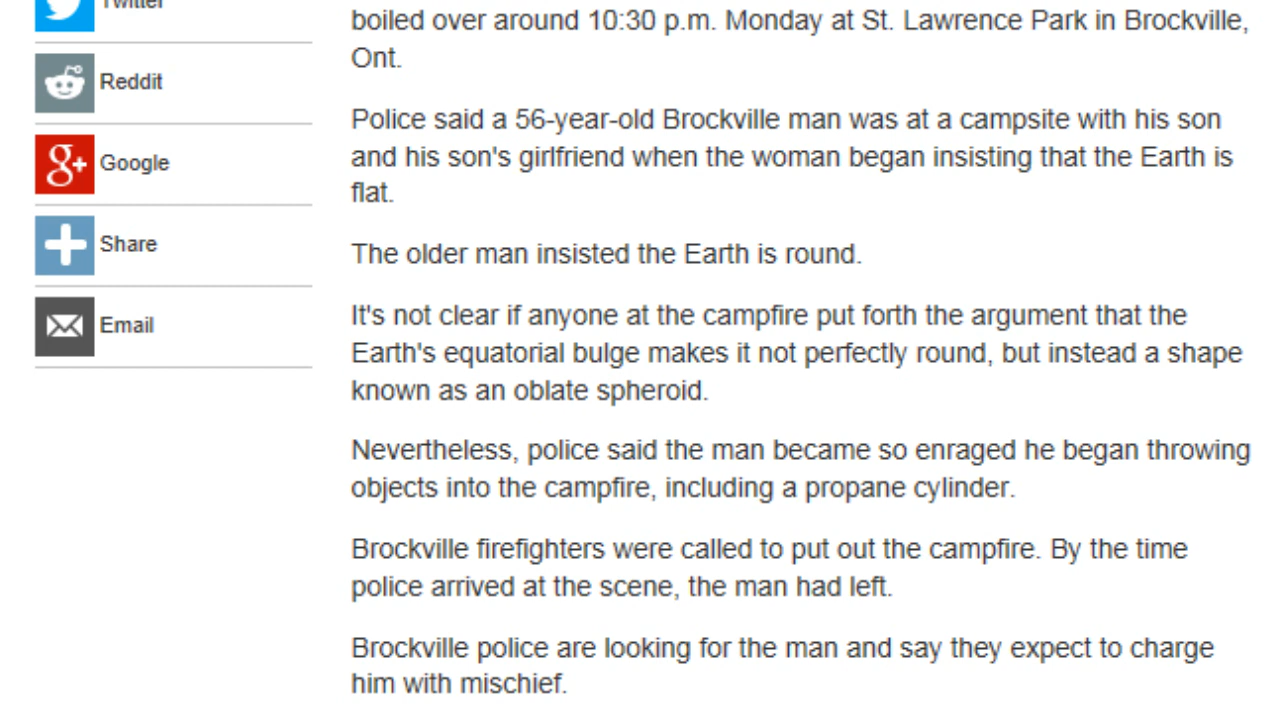 Twitter
Reddit
Google
Share
Email
boiled over around 10:30 p.m. Monday at St. Lawrence Park in Brockville,
Ont.
Police said a 56-year-old Brockville man was at a campsite with his son
and his son's girlfriend when the woman began insisting that the Earth is
flat.
The older man insisted the Earth is round.
It's not clear if anyone at the campfire put forth the argument that the
Earth's equatorial bulge makes it not perfectly round, but instead a shape
known as an oblate spheroid.
Nevertheless, police said the man became so enraged he began throwing
objects into the campfire, including a propane cylinder.
Brockville firefighters were called to put out the campfire. By the time
police arrived at the scene, the man had left.
Brockville police are looking for the man and say they expect to charge
him with mischief.